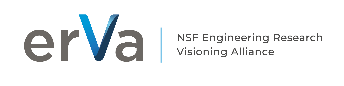 erVa
NSF Engineering Research
Visioning Alliance